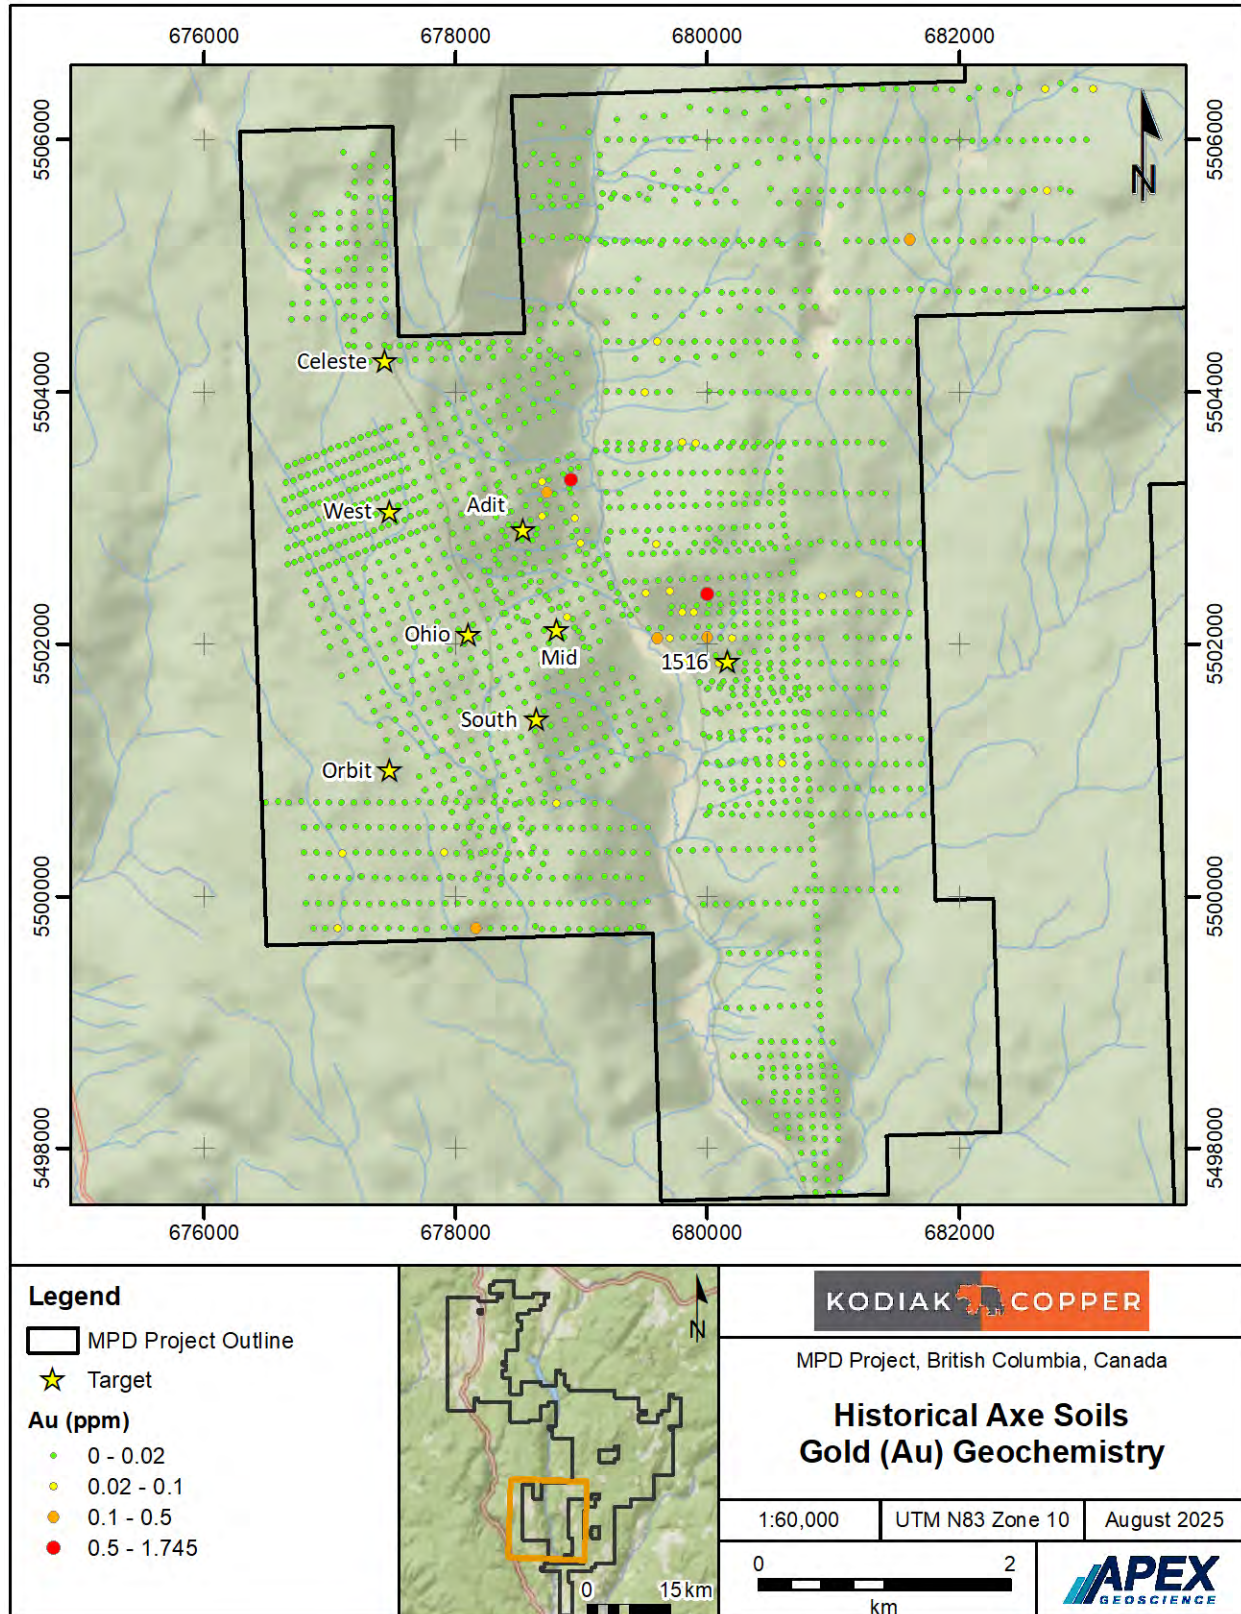 676000 678000 680000 682000
5506000 5506000
N
5504000 5504000
Celeste
West
Adit
Ohio
Mid
5502000 5502000
1516
South
Orbit
5500000 5500000
5498000 5498000
676000 678000 680000 682000
Legend
MPD Project Outline
Target
Au (ppm)
0 - 0.02
0.02 - 0.1
0.1 - 0.5
0.5 - 1.745
N
0 15 km
KODIAK COPPER
MPD Project, British Columbia, Canada
Historical Axe Soils
Gold (Au) Geochemistry
1:60,000 UTM N83 Zone 10 August 2025
0 2
km
APEX
GEOSCIENCE